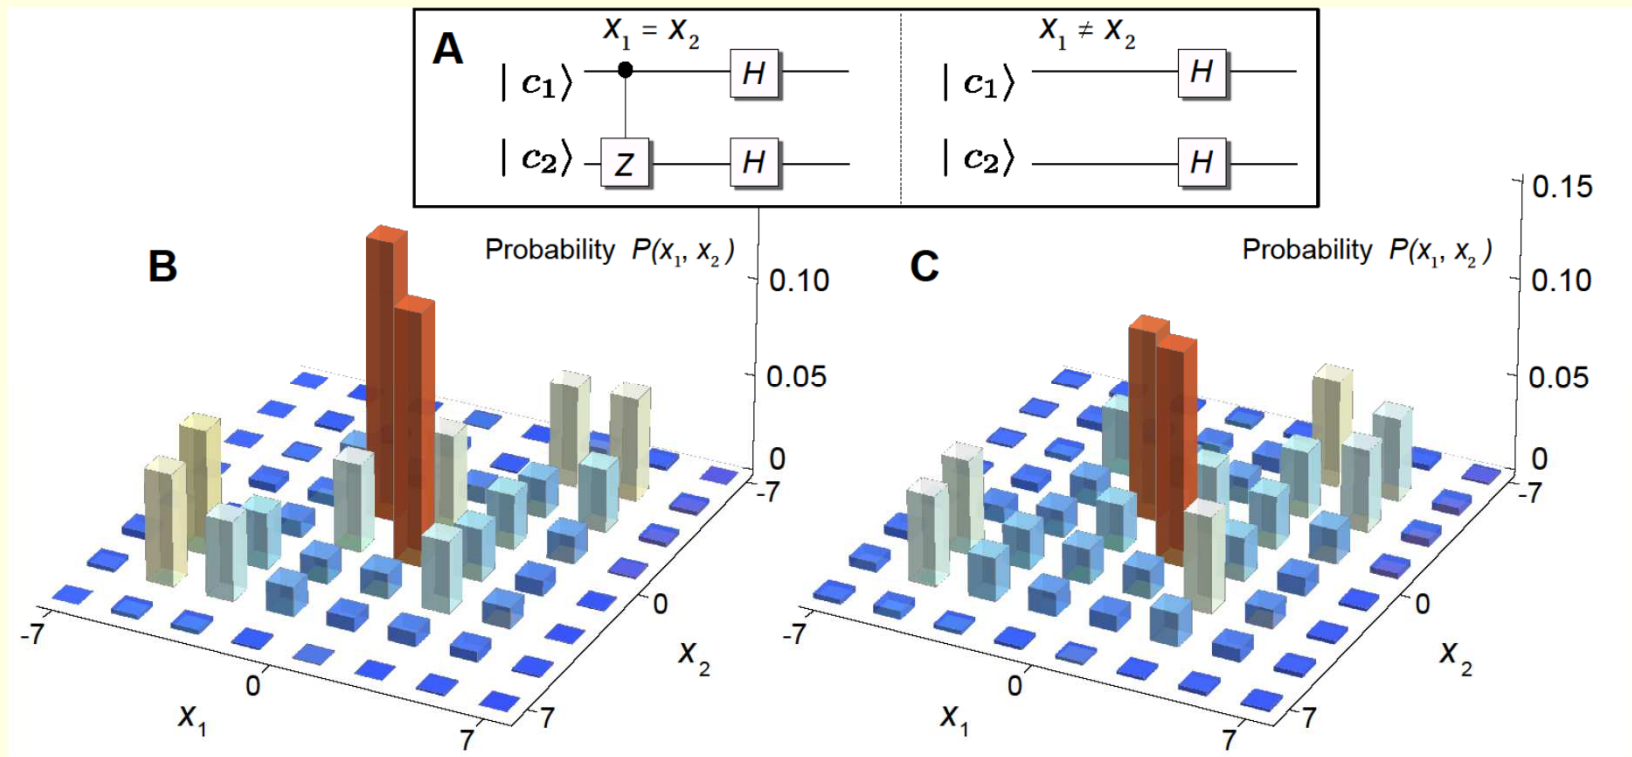 A
x₁ = x₂
x₁ ≠ x₂
| c₁⟩
H
| c₁⟩
H
| c₂⟩
Z
H
| c₂⟩
H
B
Probability P(x₁, x₂)
0.10
0.05
0
-7
0
7
x₂
-7
0
7
x₁
C
Probability P(x₁, x₂)
0.15
0.10
0.05
0
-7
0
7
x₂
-7
0
7
x₁